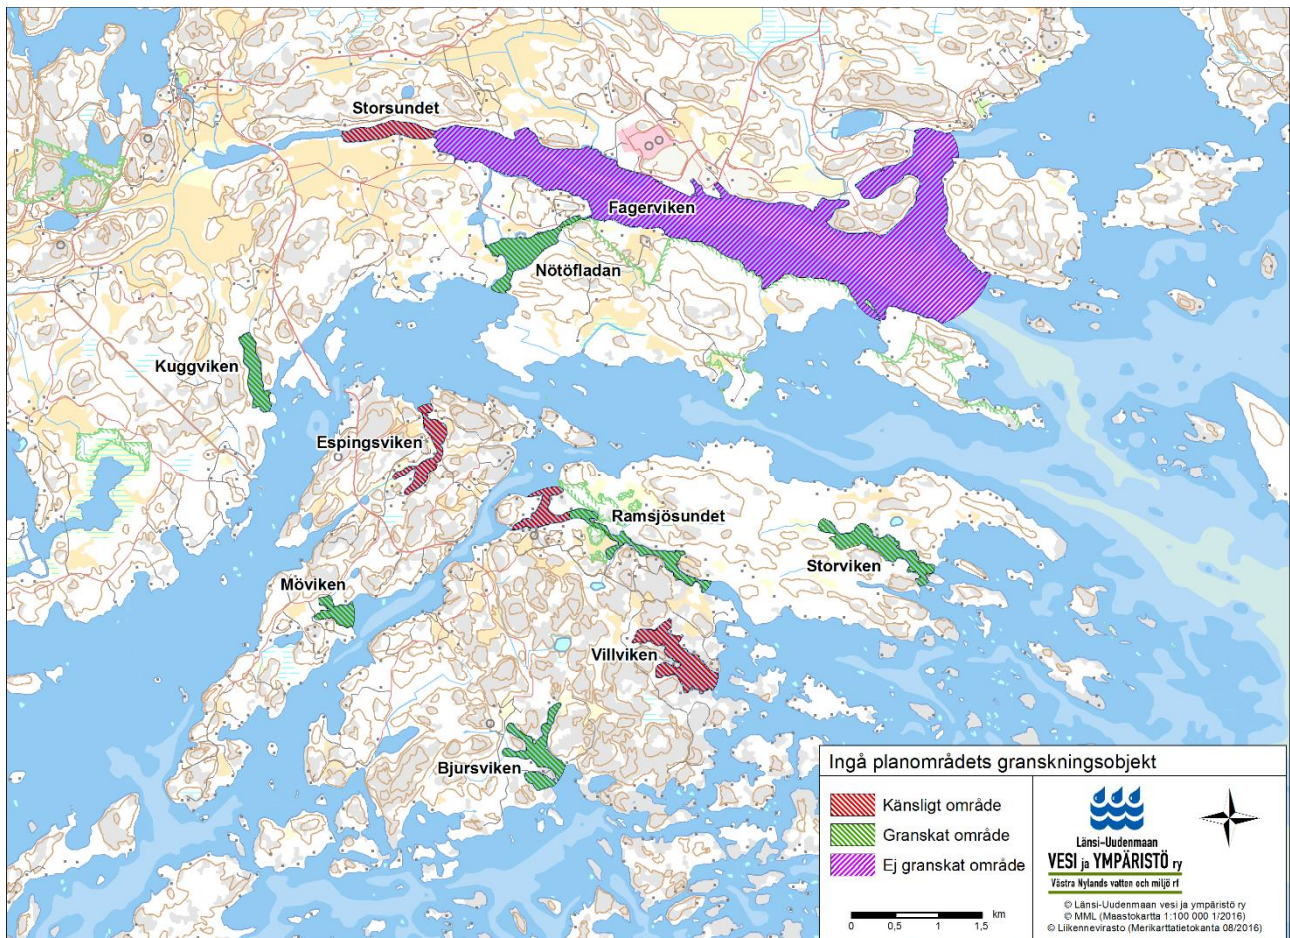 Storsundet
Fagerviken
Nötöfladan
Kuggviken
Espingsviken
Ramsjösundet
Storviken
Möviken
Villviken
Bjursviken
Ingå planområdets granskningsobjekt
Känsligt område
Granskat område
Ej granskat område
0 0,5 1 1,5 km
Länsi-Uudenmaan
VESI ja YMPÄRISTÖ ry
Västra Nylands vatten och miljö rf
© Länsi-Uudenmaan vesi ja ympäristö ry
© MML (Maastokartta 1:100 000 1/2016)
© Liikennevirasto (Merikarttatietokanta 08/2016)